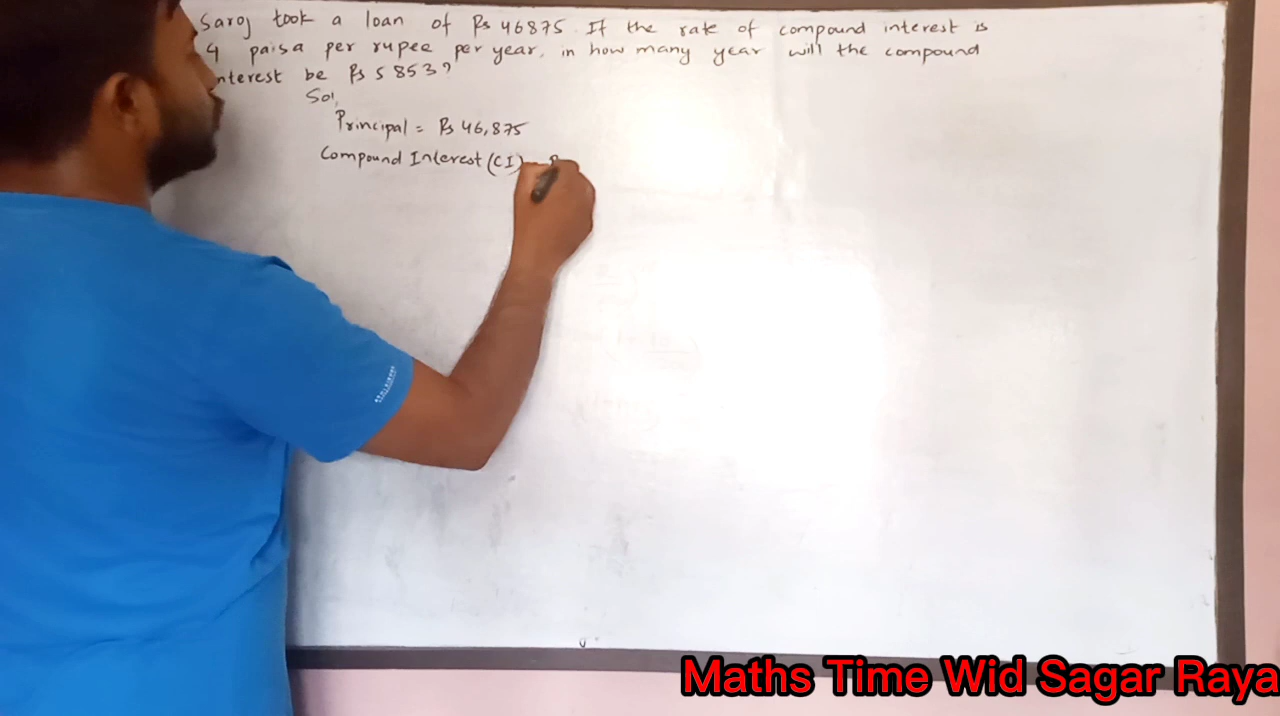 Saroj took a loan of Rs 46875. If the rate of compound interest is
4 paisa per rupee per year, in how many year will the compound
interest be Rs 5853?
Sol,
Principal = Rs 46,875
Compound Interest (CI)
Maths Time Wid Sagar Raya